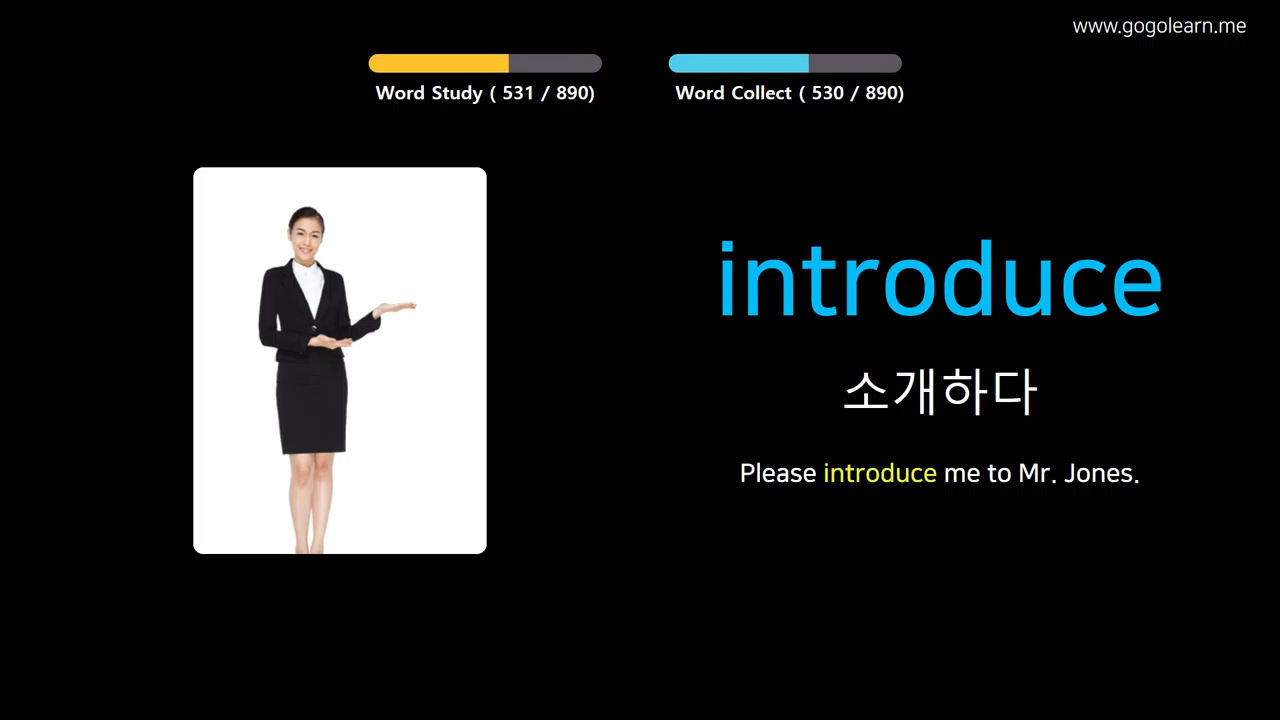 www.gogolearn.me
Word Study ( 531 / 890)
Word Collect ( 530 / 890)
introduce
소개하다
Please introduce me to Mr. Jones.